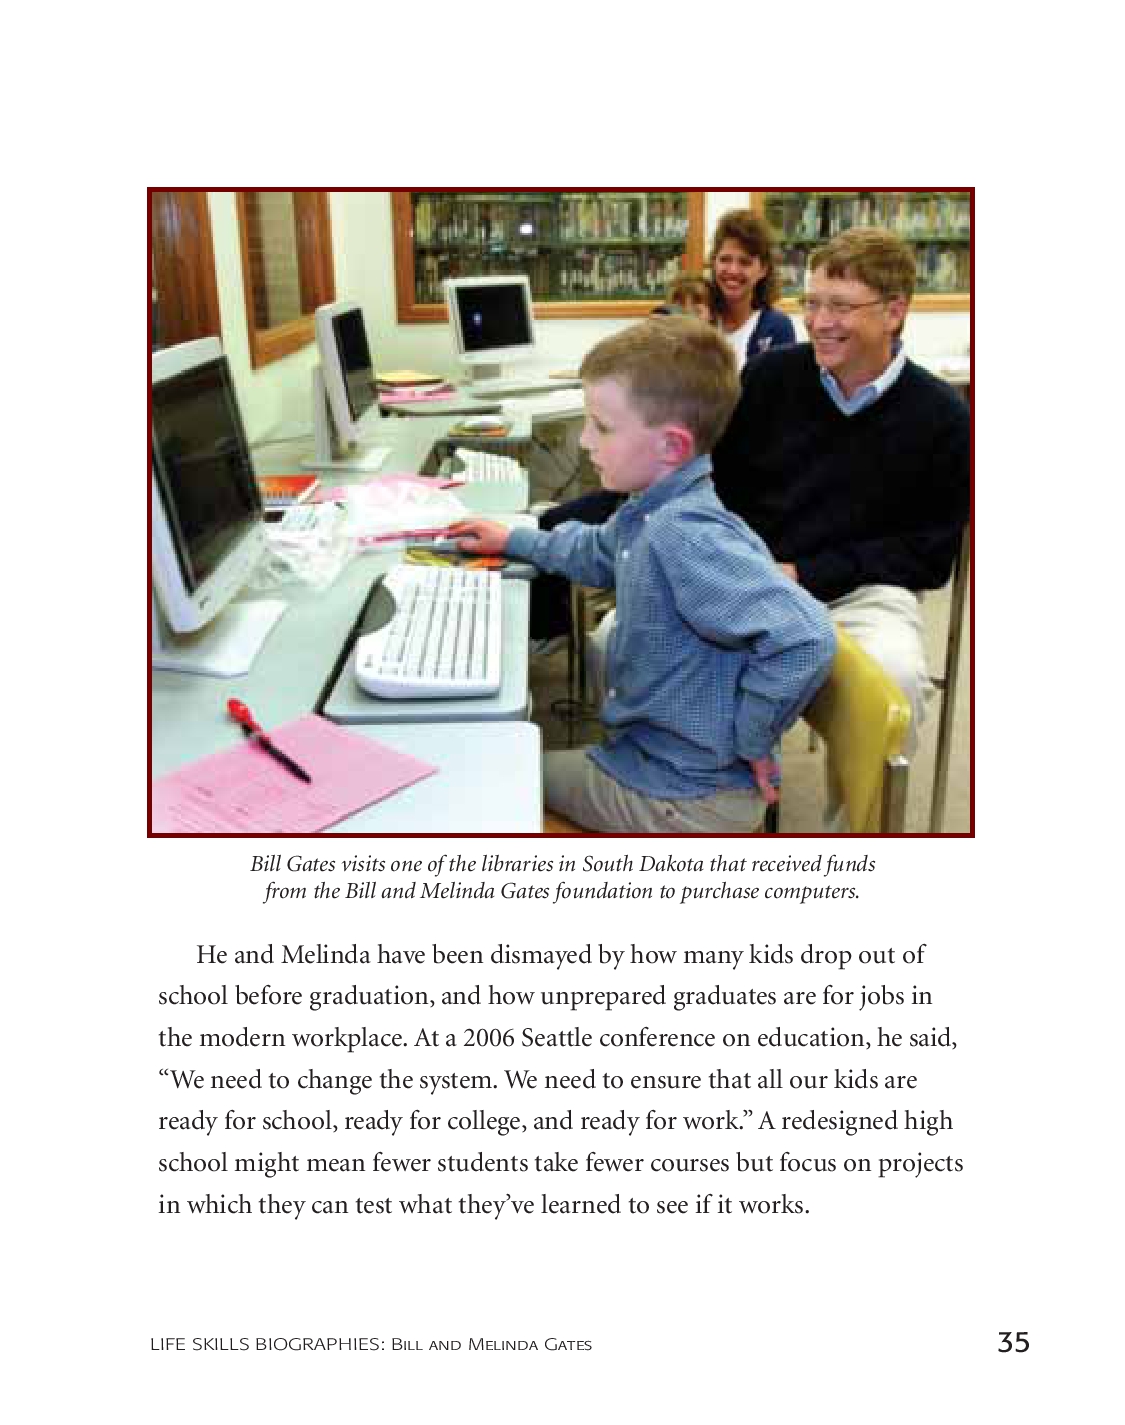 Bill Gates visits one of the libraries in South Dakota that received funds
from the Bill and Melinda Gates foundation to purchase computers.
He and Melinda have been dismayed by how many kids drop out of
school before graduation, and how unprepared graduates are for jobs in
the modern workplace. At a 2006 Seattle conference on education, he said,
“We need to change the system. We need to ensure that all our kids are
ready for school, ready for college, and ready for work.” A redesigned high
school might mean fewer students take fewer courses but focus on projects
in which they can test what they’ve learned to see if it works.
LIFE SKILLS BIOGRAPHIES: BILL AND MELINDA GATES
35